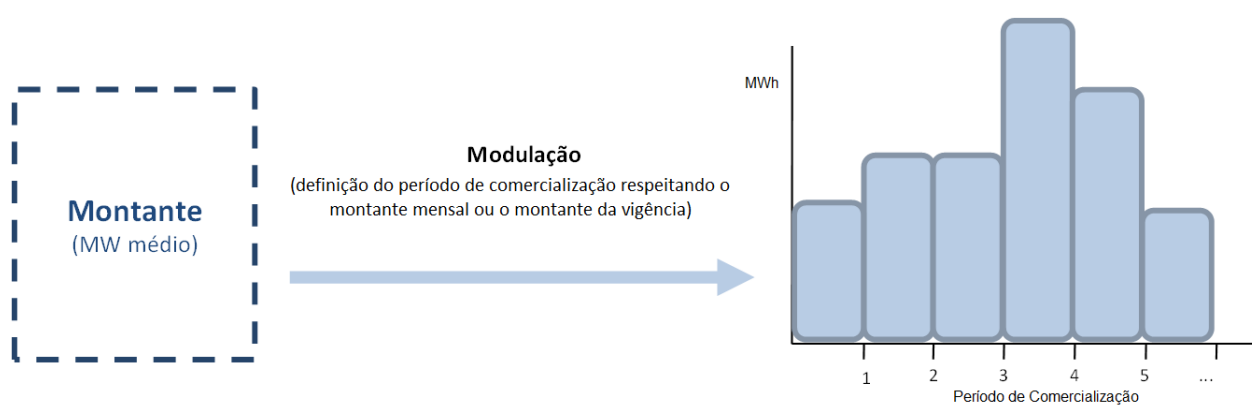 Montante
(MW médio)
Modulação
(definição do período de comercialização respeitando o
montante mensal ou o montante da vigência)
MWh
1 2 3 4 5 ...
Período de Comercialização